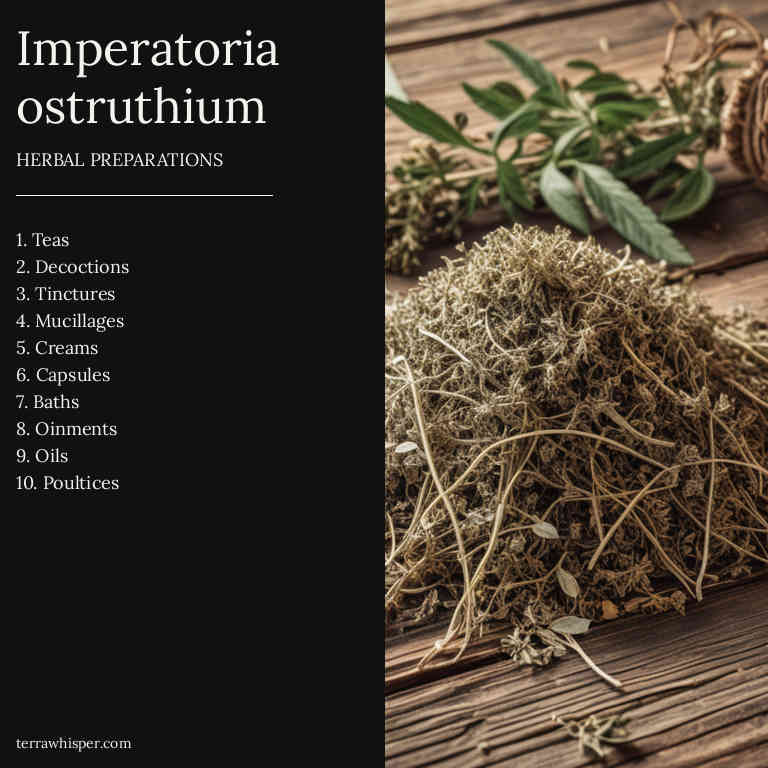 Imperatoria
ostruthium
HERBAL PREPARATIONS
1. Teas
2. Decoctions
3. Tinctures
4. Mucillages
5. Creams
6. Capsules
7. Baths
8. Oinments
9. Oils
10. Poultices
terrawhisper.com